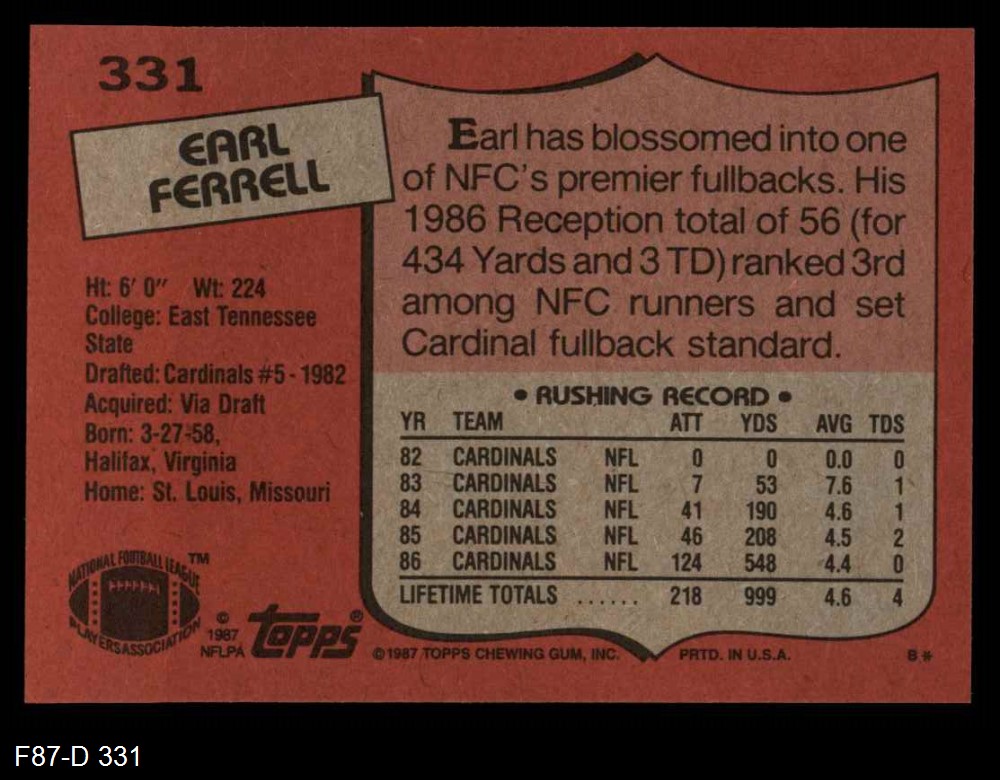 331
EARL
FERRELL
Earl has blossomed into one
of NFC's premier fullbacks. His
1986 Reception total of 56 (for
434 Yards and 3 TD) ranked 3rd
among NFC runners and set
Cardinal fullback standard.
Ht: 6' 0" Wt: 224
College: East Tennessee
State
Drafted: Cardinals #5 - 1982
Acquired: Via Draft
Born: 3-27-58,
Halifax, Virginia
Home: St. Louis, Missouri
• RUSHING RECORD •
YR TEAM ATT YDS AVG TDS
82 CARDINALS NFL 0 0 0.0 0
83 CARDINALS NFL 7 53 7.6 1
84 CARDINALS NFL 41 190 4.6 1
85 CARDINALS NFL 46 208 4.5 2
86 CARDINALS NFL 124 548 4.4 0
LIFETIME TOTALS ...... 218 999 4.6 4
NATIONAL FOOTBALL LEAGUE ™
PLAYERS ASSOCIATION
©
1987
NFLPA
Topps®
©1987 TOPPS CHEWING GUM, INC. PRTD. IN U.S.A. B*
F87-D 331